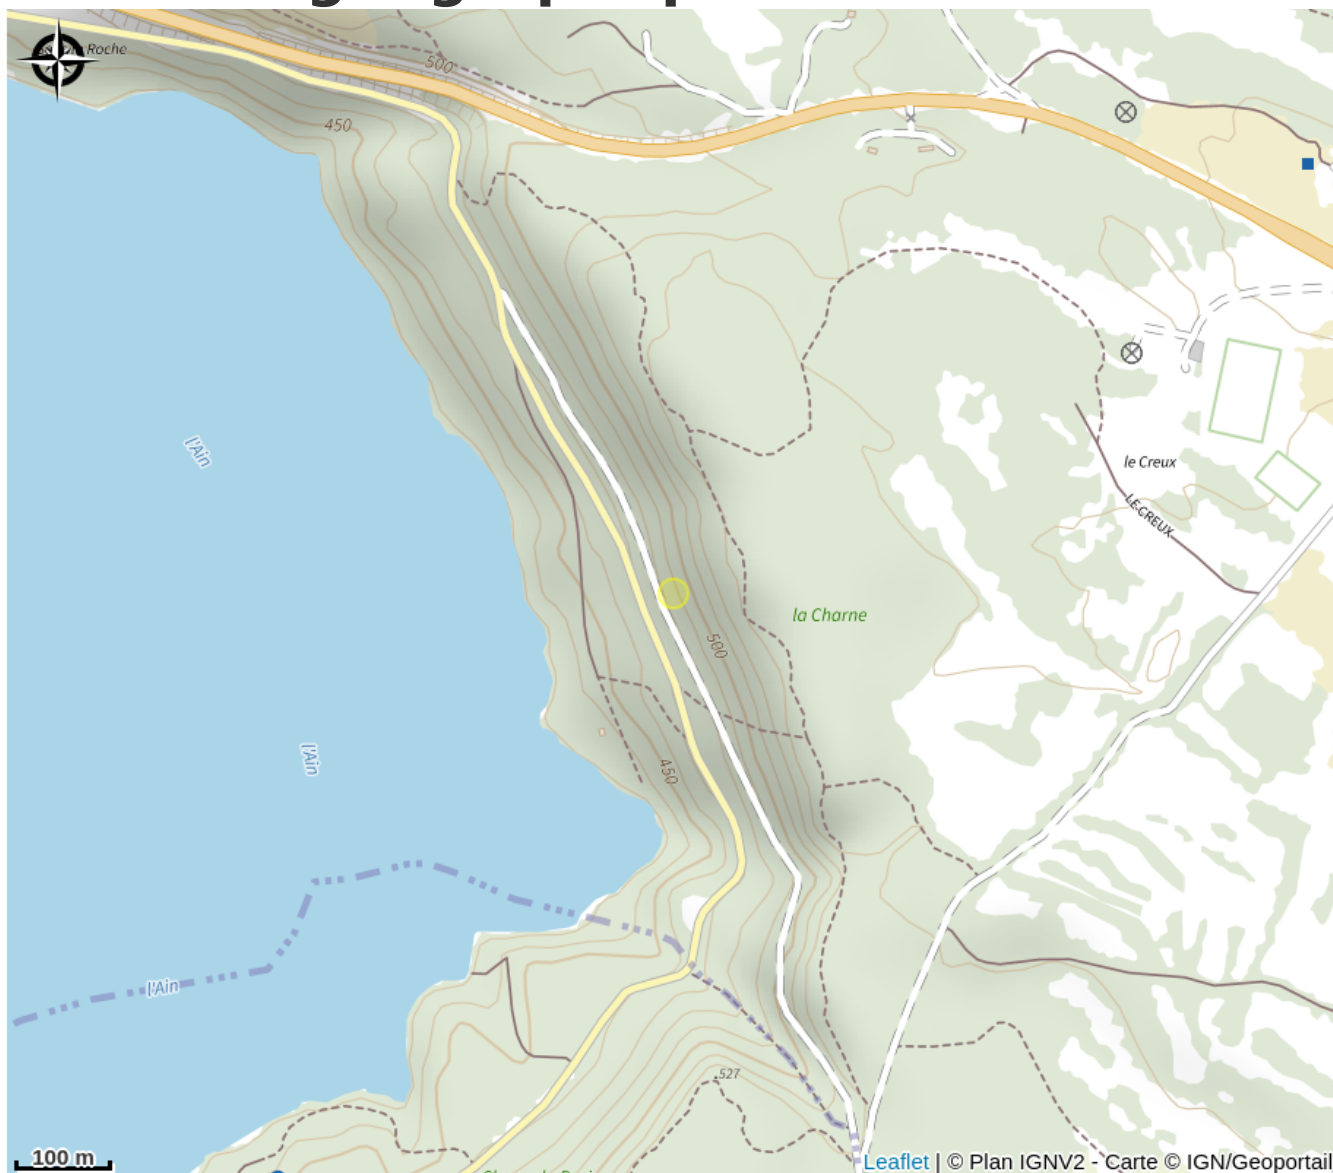 Roche
500
450
l'Ain
le Creux
LE CREUX
la Charne
500
l'Ain
450
l'Ain
.527
100 m
Leaflet | © Plan IGNV2 - Carte © IGN/Geoportail